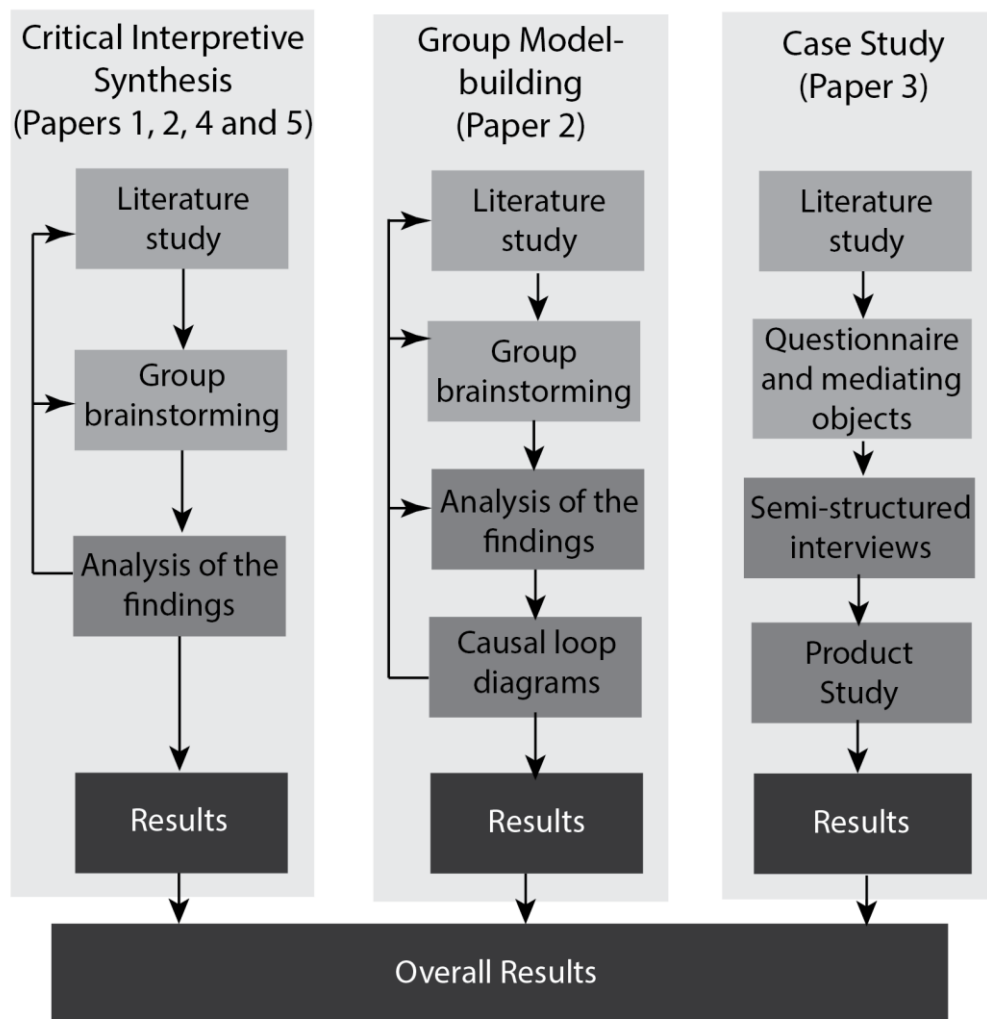 Critical Interpretive
Synthesis
(Papers 1, 2, 4 and 5)
Literature
study
Group
brainstorming
Analysis of the
findings
Results
Group Model-
building
(Paper 2)
Literature
study
Group
brainstorming
Analysis of the
findings
Causal loop
diagrams
Results
Case Study
(Paper 3)
Literature
study
Questionnaire
and mediating
objects
Semi-structured
interviews
Product
Study
Results
Overall Results